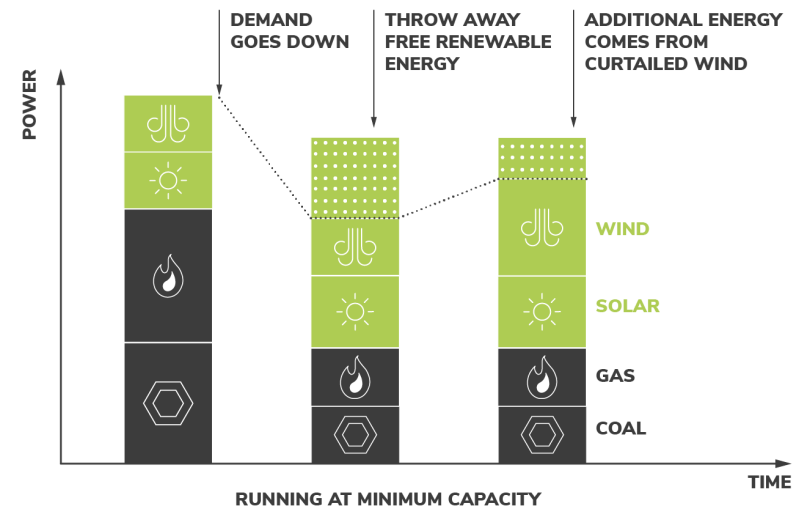 DEMAND
GOES DOWN
THROW AWAY
FREE RENEWABLE
ENERGY
ADDITIONAL ENERGY
COMES FROM
CURTAILED WIND
POWER
WIND
SOLAR
GAS
COAL
TIME
RUNNING AT MINIMUM CAPACITY